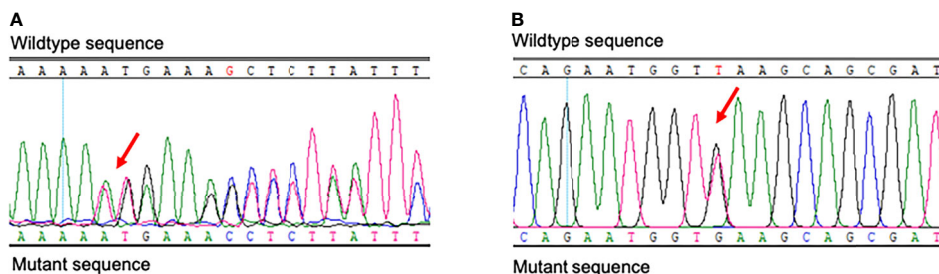 A
Wildtype sequence
A A A A A T G A A A G C T C T T A T T T
A A A A A T G A A A C C T C T T A T T T
Mutant sequence
B
Wildtype sequence
C A G A A T G G T T A A G C A G C G A T
C A G A A T G G T G A A G C A G C G A T
Mutant sequence